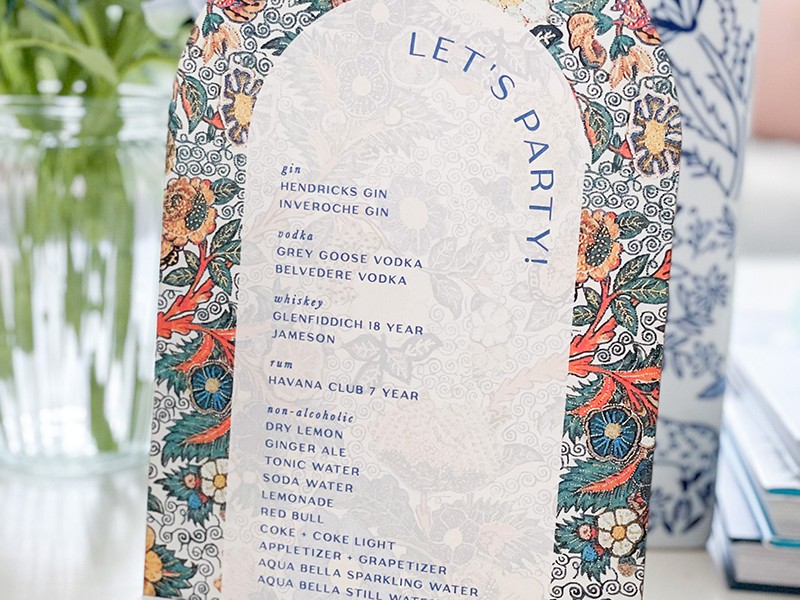 LET'S PARTY!
gin
HENDRICKS GIN
INVEROCHE GIN
vodka
GREY GOOSE VODKA
BELVEDERE VODKA
whiskey
GLENFIDDICH 18 YEAR
JAMESON
rum
HAVANA CLUB 7 YEAR
non-alcoholic
DRY LEMON
GINGER ALE
TONIC WATER
SODA WATER
LEMONADE
RED BULL
COKE + COKE LIGHT
APPLETIZER + GRAPETIZER
AQUA BELLA SPARKLING WATER
AQUA BELLA STILL WATER